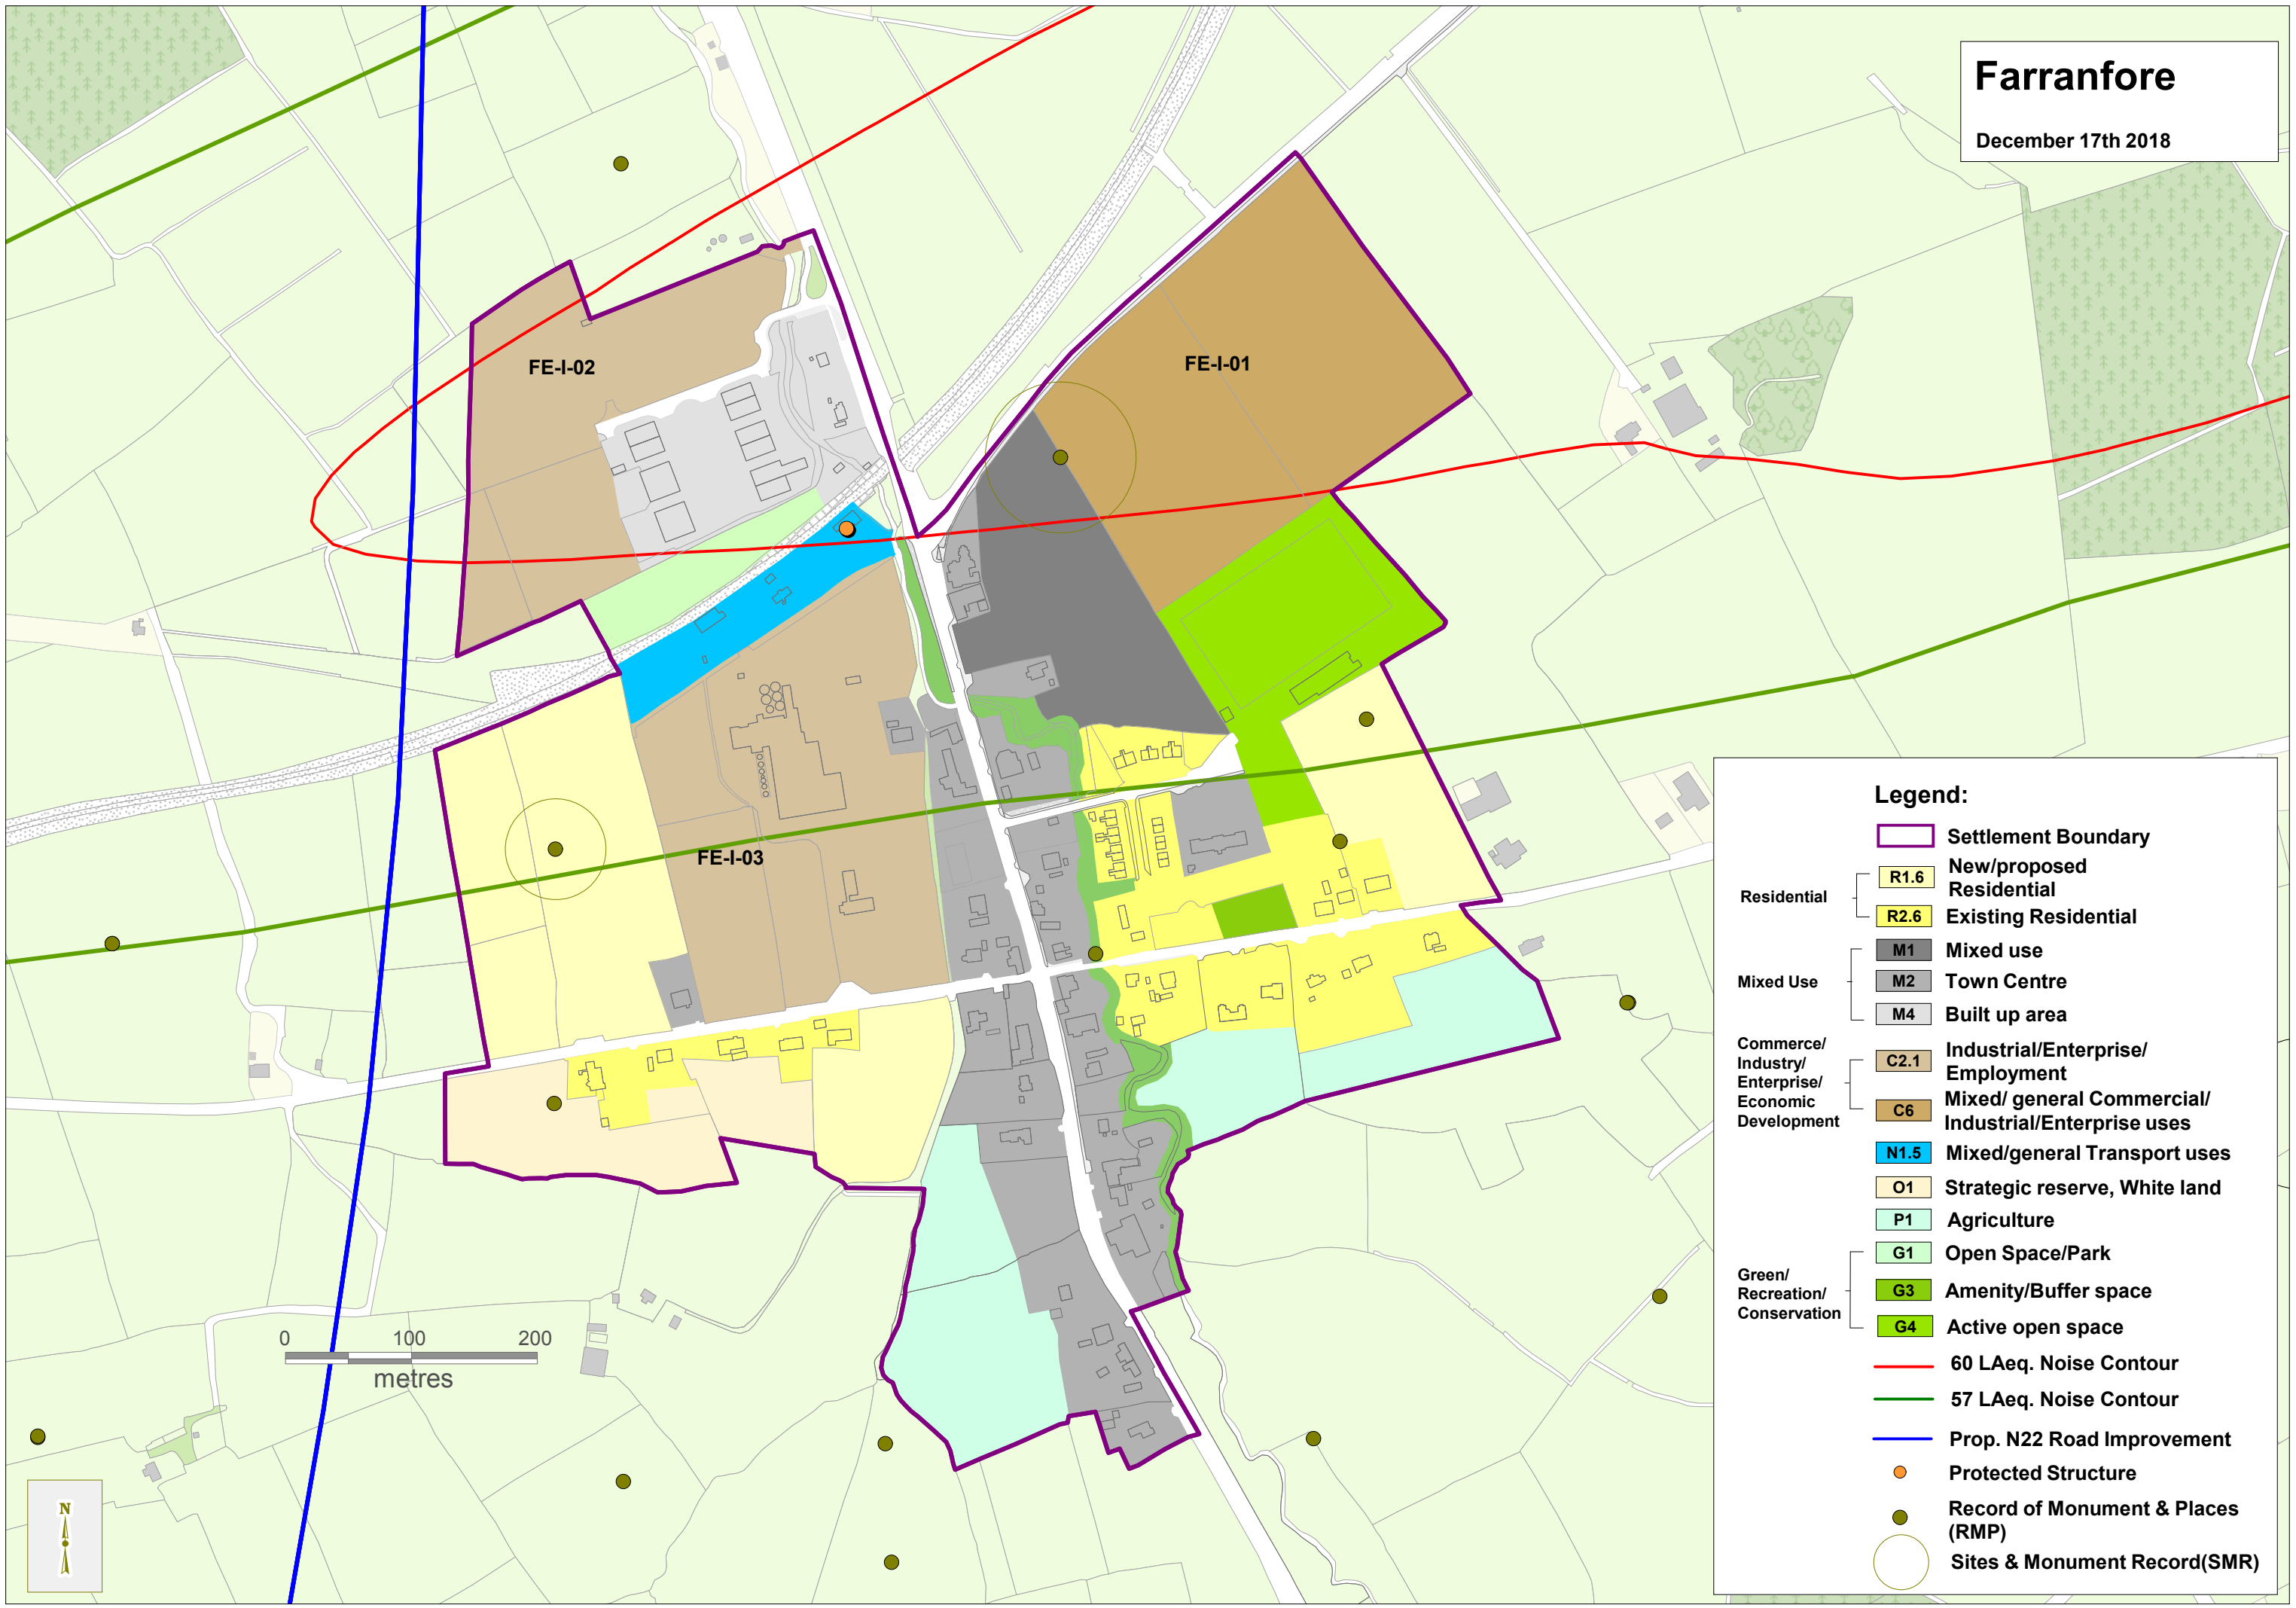 Farranfore
December 17th 2018
FE-I-02
FE-I-01
FE-I-03
Legend:
Settlement Boundary
Residential
R1.6
New/proposed
Residential
R2.6
Existing Residential
Mixed Use
M1
Mixed use
M2
Town Centre
M4
Built up area
Commerce/
Industry/
Enterprise/
Economic
Development
C2.1
Industrial/Enterprise/
Employment
C6
Mixed/ general Commercial/
Industrial/Enterprise uses
N1.5
Mixed/general Transport uses
O1
Strategic reserve, White land
P1
Agriculture
Green/
Recreation/
Conservation
G1
Open Space/Park
G3
Amenity/Buffer space
G4
Active open space
60 LAeq. Noise Contour
57 LAeq. Noise Contour
Prop. N22 Road Improvement
Protected Structure
Record of Monument & Places
(RMP)
Sites & Monument Record(SMR)
0 100 200
metres
N